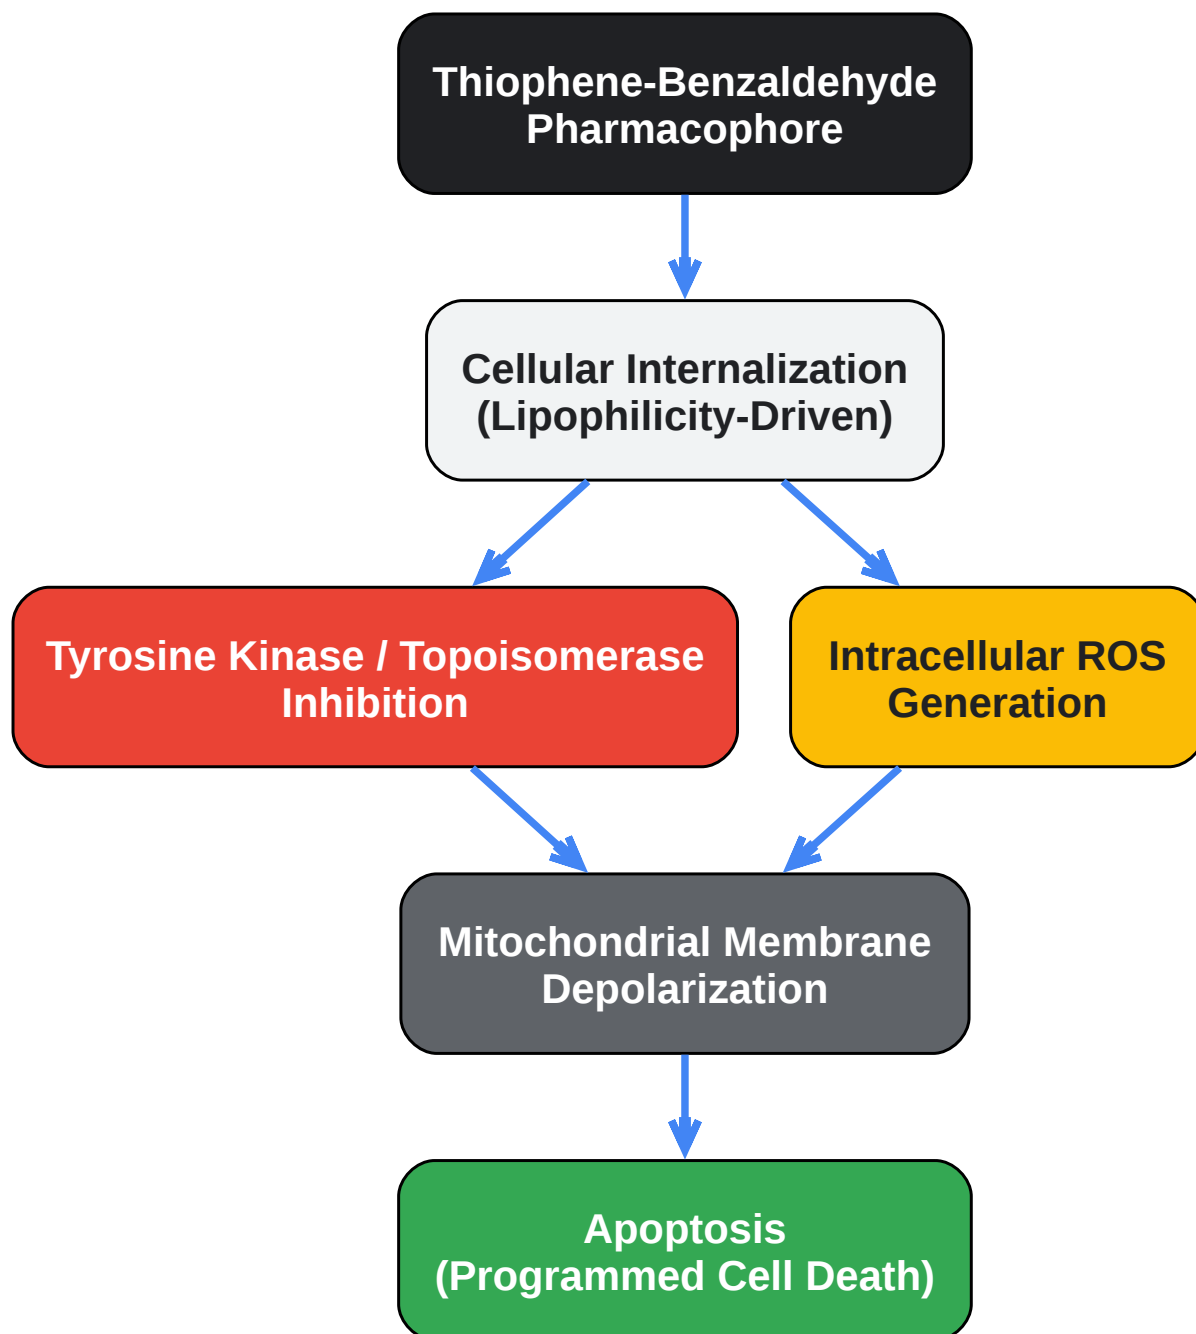 Thiophene-Benzaldehyde
Pharmacophore
Cellular Internalization
(Lipophilicity-Driven)
Tyrosine Kinase / Topoisomerase
Inhibition
Intracellular ROS
Generation
Mitochondrial Membrane
Depolarization
Apoptosis
(Programmed Cell Death)